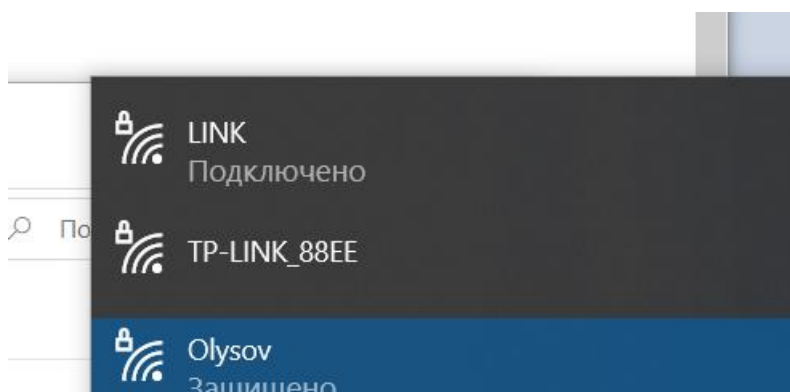 LINK
Подключено
По
TP-LINK_88EE
Olysov
Защищено